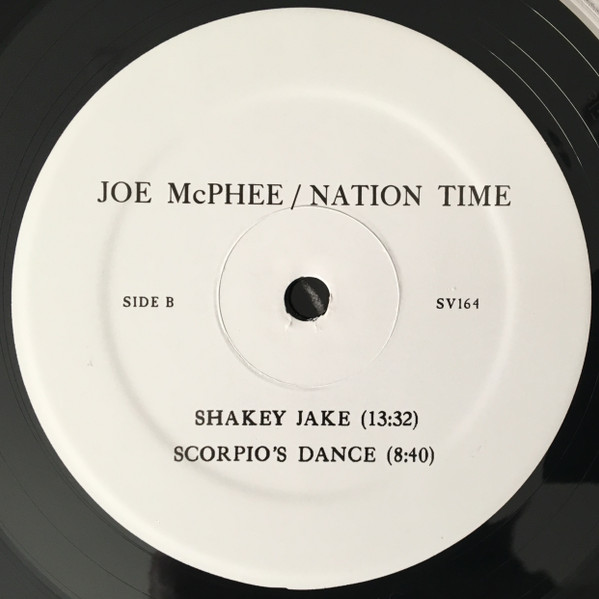 JOE McPHEE / NATION TIME
SIDE B
SV164
SHAKEY JAKE (13:32)
SCORPIO'S DANCE (8:40)